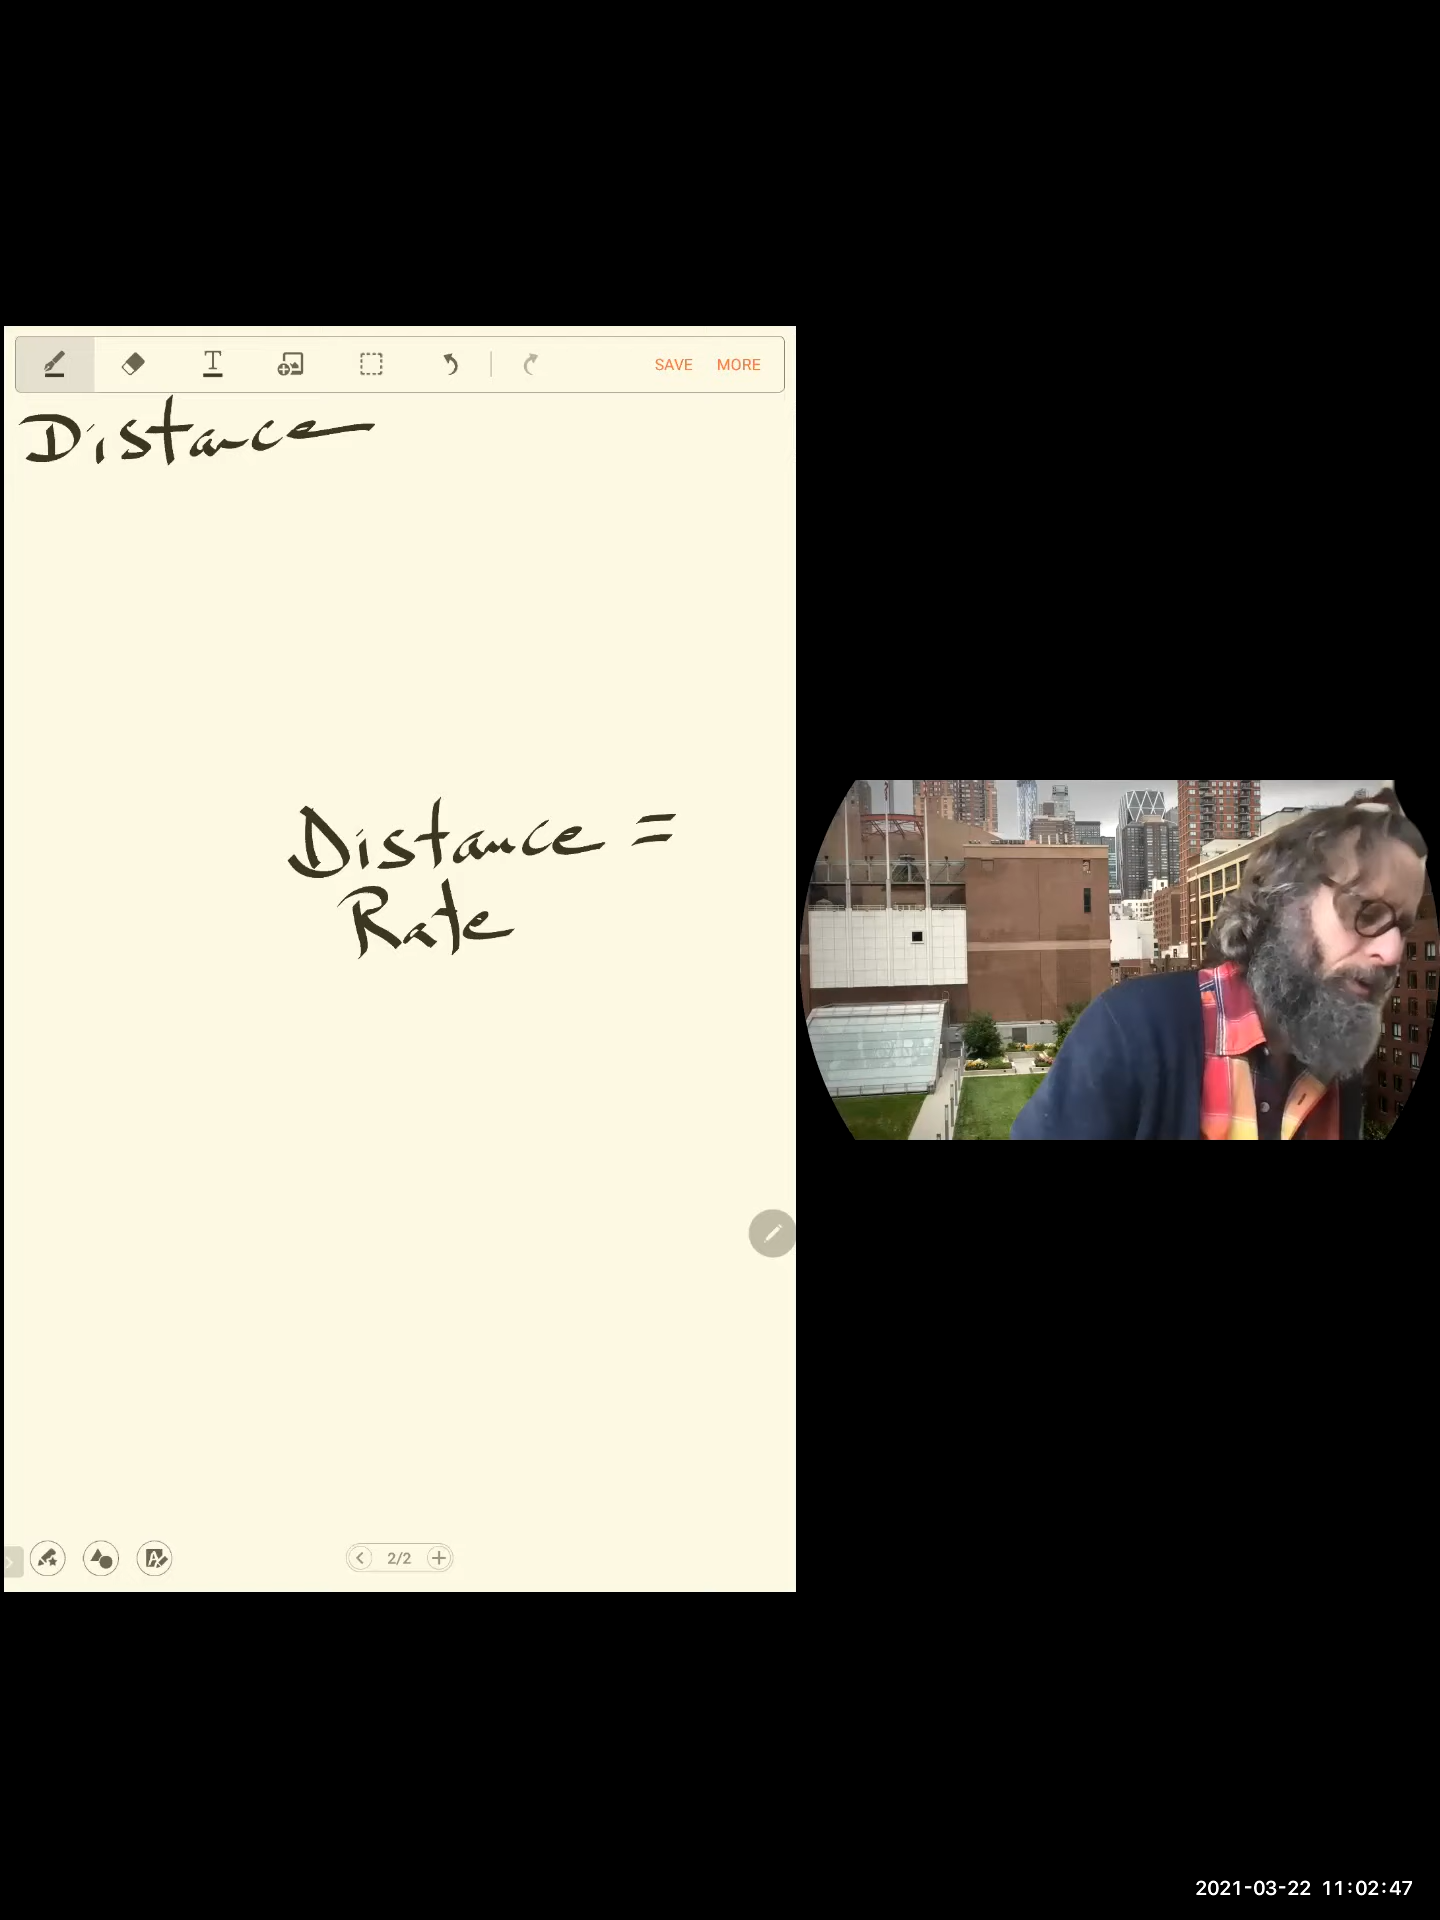 T
SAVE MORE
Distance
Distance =
Rate
A
2/2
2021-03-22 11:02:47